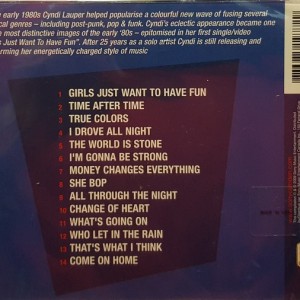 early 1980s Cyndi Lauper helped popularise a colourful new wave of fusing several
cal genres – including post-punk, pop & funk. Cyndi's eclectic appearance became one
e most distinctive images of the early '80s – epitomised in her first single/video
s Just Want To Have Fun". After 25 years as a solo artist Cyndi is still releasing and
orming her energetically charged style of music
1 GIRLS JUST WANT TO HAVE FUN
2 TIME AFTER TIME
3 TRUE COLORS
4 I DROVE ALL NIGHT
5 THE WORLD IS STONE
6 I'M GONNA BE STRONG
7 MONEY CHANGES EVERYTHING
8 SHE BOP
9 ALL THROUGH THE NIGHT
10 CHANGE OF HEART
11 WHAT'S GOING ON
12 WHO LET IN THE RAIN
13 THAT'S WHAT I THINK
14 COME ON HOME